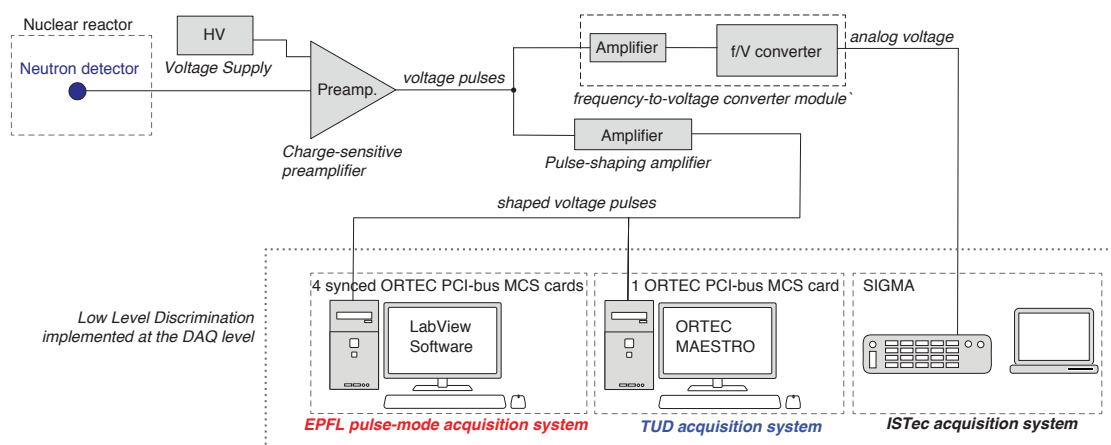 Nuclear reactor
Neutron detector
HV
Voltage Supply
Preamp.
Charge-sensitive
preamplifier
voltage pulses
Amplifier
f/V converter
analog voltage
frequency-to-voltage converter module`
Amplifier
Pulse-shaping amplifier
shaped voltage pulses
Low Level Discrimination
implemented at the DAQ level
4 synced ORTEC PCI-bus MCS cards
LabView
Software
EPFL pulse-mode acquisition system
1 ORTEC PCI-bus MCS card
ORTEC
MAESTRO
TUD acquisition system
SIGMA
ISTec acquisition system